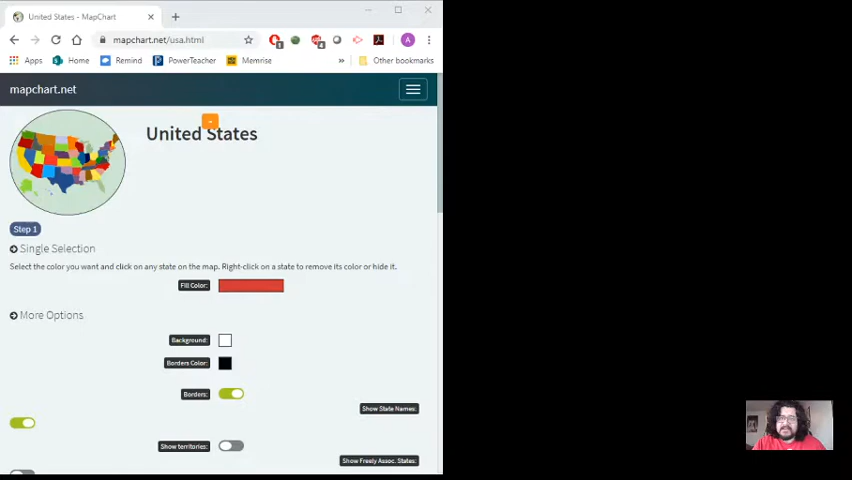 United States - MapChart
mapchart.net/usa.html
1
4
A
Apps
Home
Remind
PowerTeacher
Memrise
»
Other bookmarks
mapchart.net
United States
Step 1
Single Selection
Select the color you want and click on any state on the map. Right-click on a state to remove its color or hide it.
Fill Color:
More Options
Background:
Borders Color:
Borders:
Show State Names:
Show territories:
Show Freely Assoc. States: